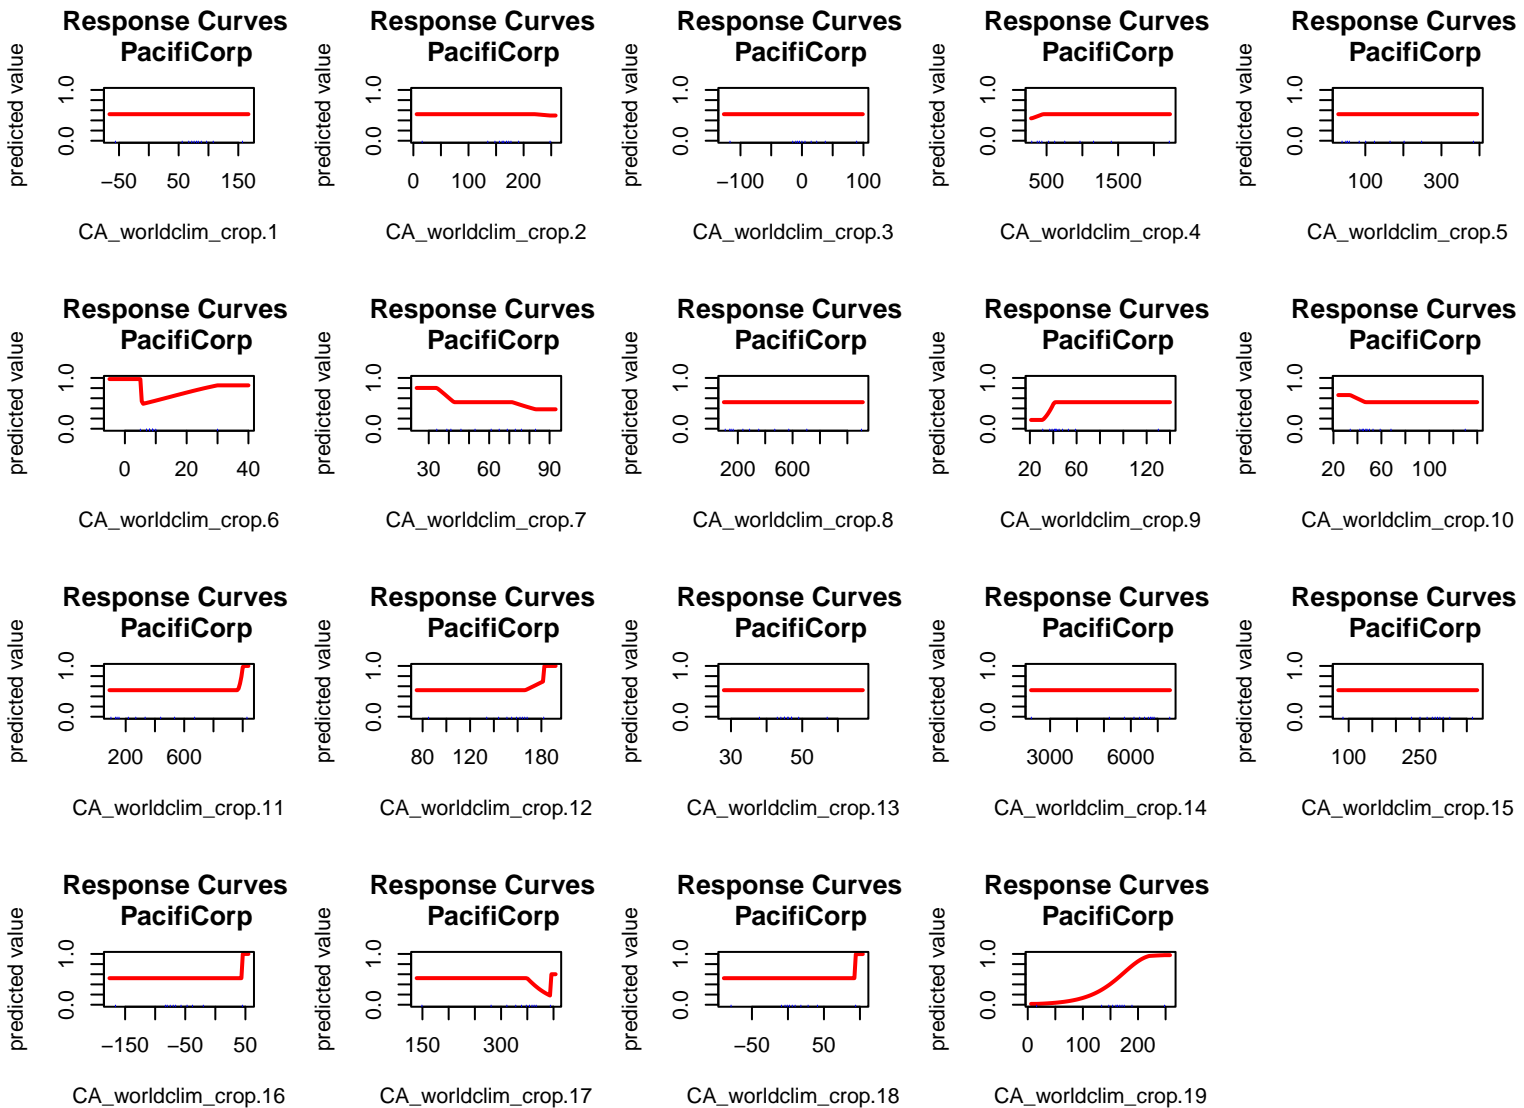 Response Curves
PacifiCorp
predicted value
0.0 1.0
−50 50 150
CA_worldclim_crop.1
Response Curves
PacifiCorp
predicted value
0.0 1.0
0 100 200
CA_worldclim_crop.2
Response Curves
PacifiCorp
predicted value
0.0 1.0
−100 0 100
CA_worldclim_crop.3
Response Curves
PacifiCorp
predicted value
0.0 1.0
500 1500
CA_worldclim_crop.4
Response Curves
PacifiCorp
predicted value
0.0 1.0
100 300
CA_worldclim_crop.5
Response Curves
PacifiCorp
predicted value
0.0 1.0
0 20 40
CA_worldclim_crop.6
Response Curves
PacifiCorp
predicted value
0.0 1.0
30 60 90
CA_worldclim_crop.7
Response Curves
PacifiCorp
predicted value
0.0 1.0
200 600
CA_worldclim_crop.8
Response Curves
PacifiCorp
predicted value
0.0 1.0
20 60 120
CA_worldclim_crop.9
Response Curves
PacifiCorp
predicted value
0.0 1.0
20 60 100
CA_worldclim_crop.10
Response Curves
PacifiCorp
predicted value
0.0 1.0
200 600
CA_worldclim_crop.11
Response Curves
PacifiCorp
predicted value
0.0 1.0
80 120 180
CA_worldclim_crop.12
Response Curves
PacifiCorp
predicted value
0.0 1.0
30 50
CA_worldclim_crop.13
Response Curves
PacifiCorp
predicted value
0.0 1.0
3000 6000
CA_worldclim_crop.14
Response Curves
PacifiCorp
predicted value
0.0 1.0
100 250
CA_worldclim_crop.15
Response Curves
PacifiCorp
predicted value
0.0 1.0
−150 −50 50
CA_worldclim_crop.16
Response Curves
PacifiCorp
predicted value
0.0 1.0
150 300
CA_worldclim_crop.17
Response Curves
PacifiCorp
predicted value
0.0 1.0
−50 50
CA_worldclim_crop.18
Response Curves
PacifiCorp
predicted value
0.0 1.0
0 100 200
CA_worldclim_crop.19